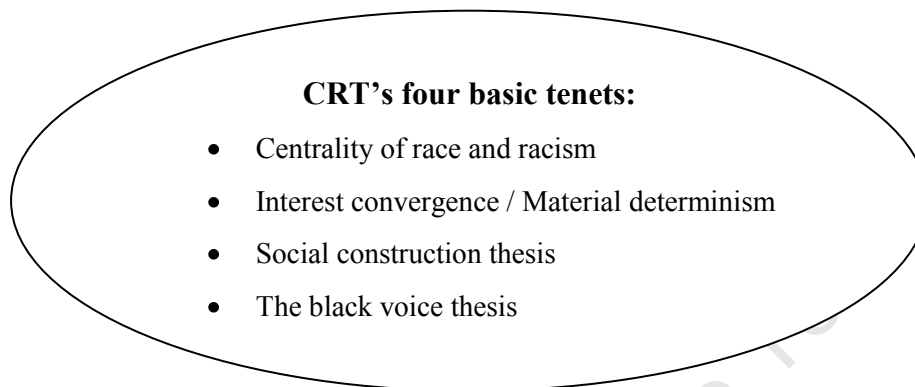 CRT’s four basic tenets:
• Centrality of race and racism
• Interest convergence / Material determinism
• Social construction thesis
• The black voice thesis